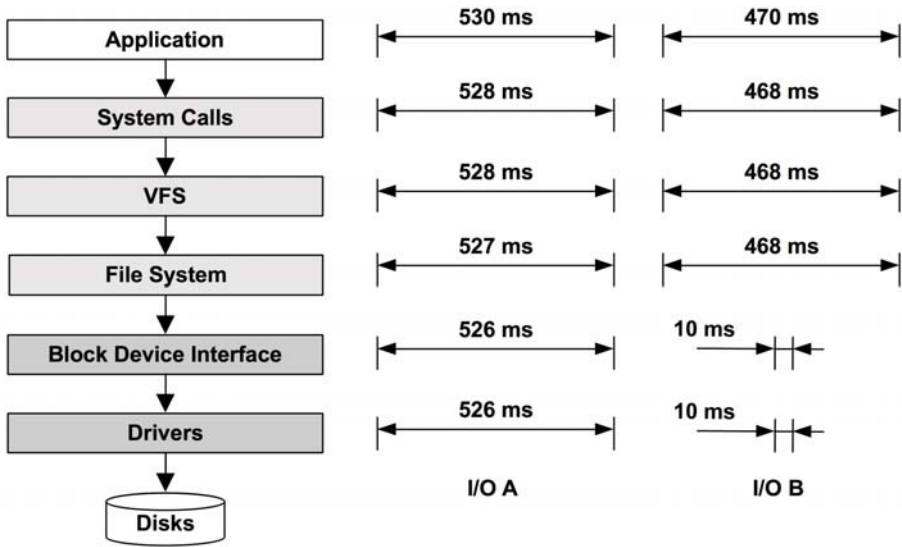 Application
530 ms
470 ms
System Calls
528 ms
468 ms
VFS
528 ms
468 ms
File System
527 ms
468 ms
Block Device Interface
526 ms
10 ms
Drivers
526 ms
10 ms
Disks
I/O A
I/O B